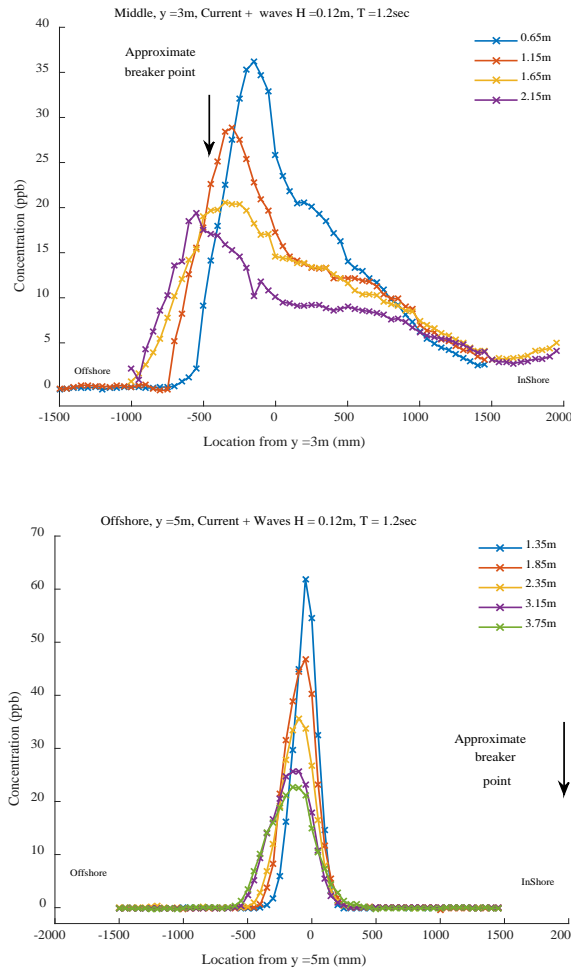 Middle, y =3m, Current + waves H =0.12m, T =1.2sec
40
35
30
25
20
15
10
5
0
Concentration (ppb)
Approximate
breaker point
0.65m
1.15m
1.65m
2.15m
Offshore
InShore
-1500 -1000 -500 0 500 1000 1500 2000
Location from y =3m (mm)
Offshore, y =5m, Current + Waves H = 0.12m, T = 1.2sec
70
60
50
40
30
20
10
0
Concentration (ppb)
1.35m
1.85m
2.35m
3.15m
3.75m
Approximate
breaker
point
Offshore
InShore
-2000 -1500 -1000 -500 0 500 1000 1500 2000
Location from y =5m (mm)